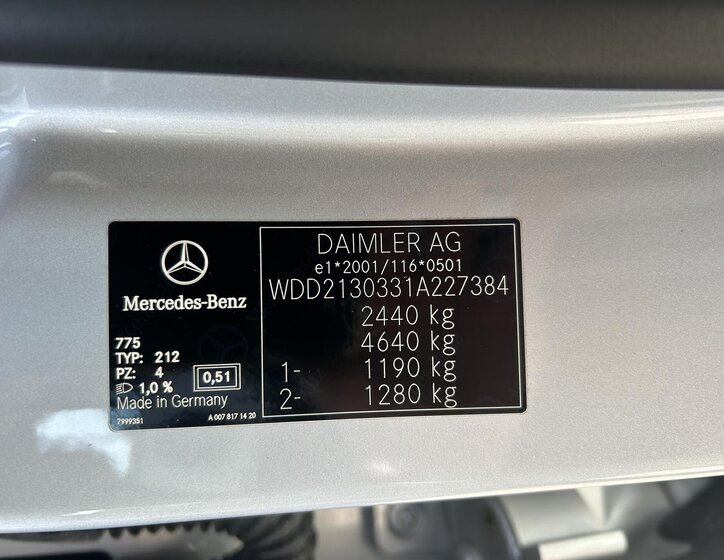 Mercedes-Benz
775
TYP: 212
PZ: 4
1,0 %
0,51
Made in Germany
7999351
A 007 817 14 20
DAIMLER AG
e1*2001/116*0501
WDD2130331A227384
2440 kg
4640 kg
1- 1190 kg
2- 1280 kg